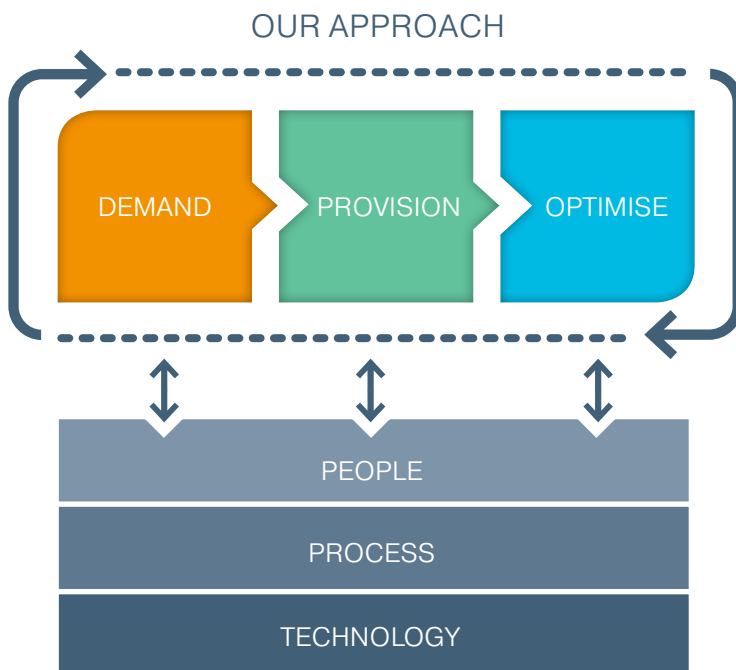 OUR APPROACH
DEMAND
PROVISION
OPTIMISE
PEOPLE
PROCESS
TECHNOLOGY